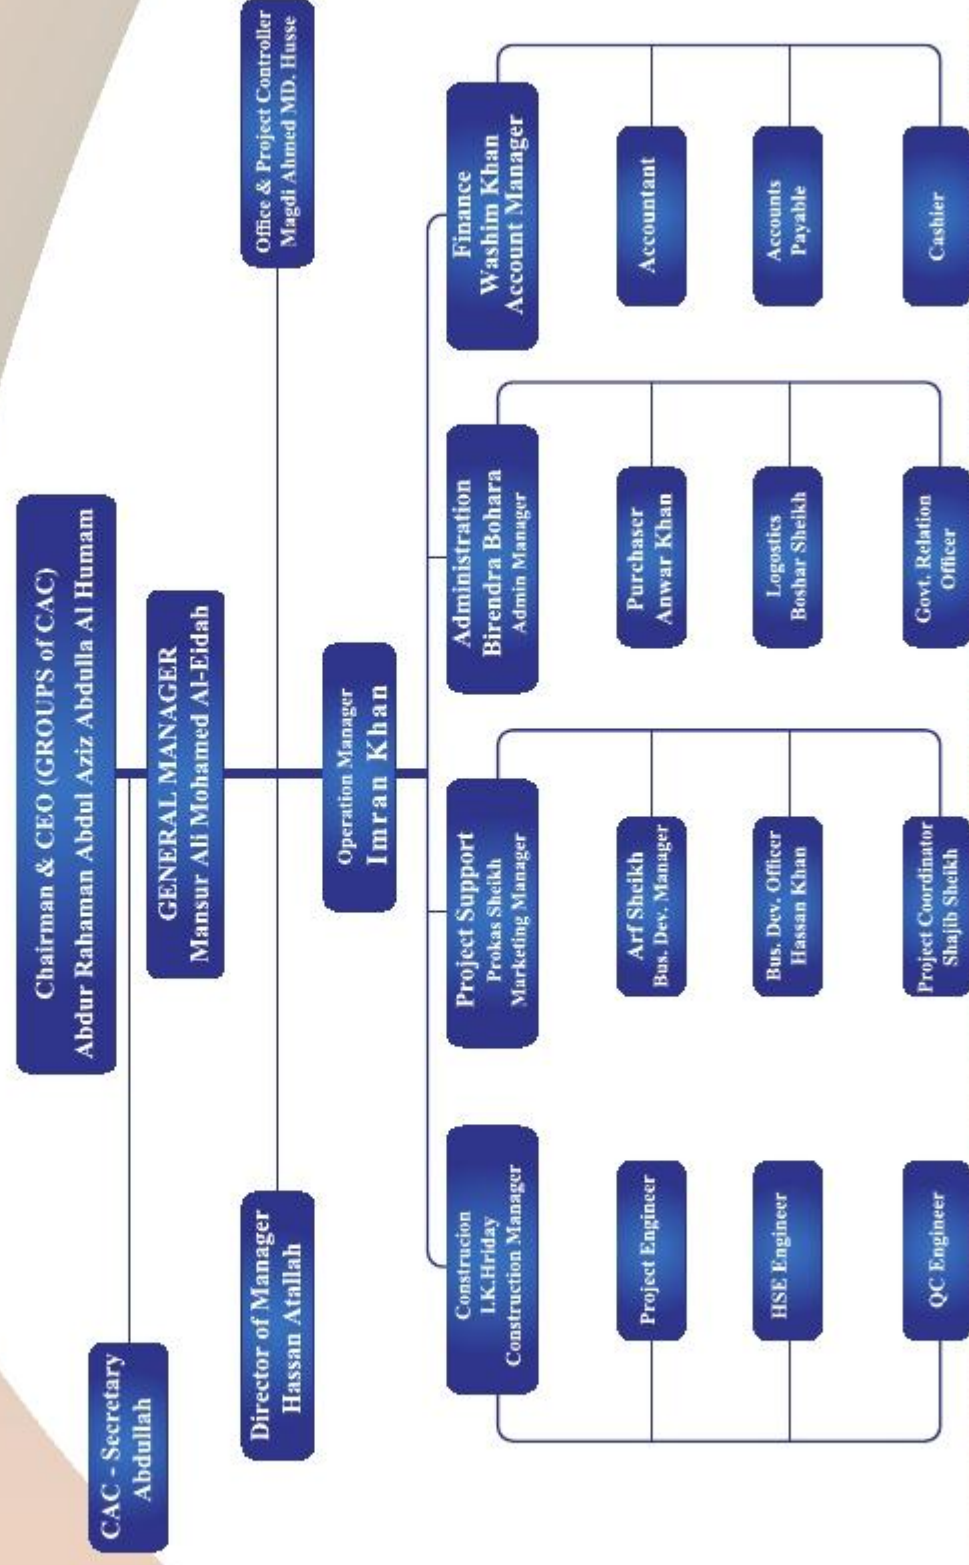 Chairman & CEO (GROUPS of CAC)
Abdur Rahaman Abdul Aziz Abdulla Al Humam
CAC - Secretary
Abdullah
GENERAL MANAGER
Mansur Ali Mohamed Al-Eidah
Director of Manager
Hassan Atallah
Office & Project Controller
Magdi Ahmed MD. Husse
Operation Manager
Imran Khan
Construcion
I.K.Hriday
Construction Manager
Project Support
Prokas Sheikh
Marketing Manager
Administration
Birendra Bohara
Admin Manager
Finance
Washim Khan
Account Manager
Project Engineer
Arf Sheikh
Bus. Dev. Manager
Purchaser
Anwar Khan
Accountant
HSE Engineer
Bus. Dev. Officer
Hassan Khan
Logostics
Boshar Sheikh
Accounts
Payable
QC Engineer
Project Coordinator
Shajib Sheikh
Govt. Relation
Officer
Cashier